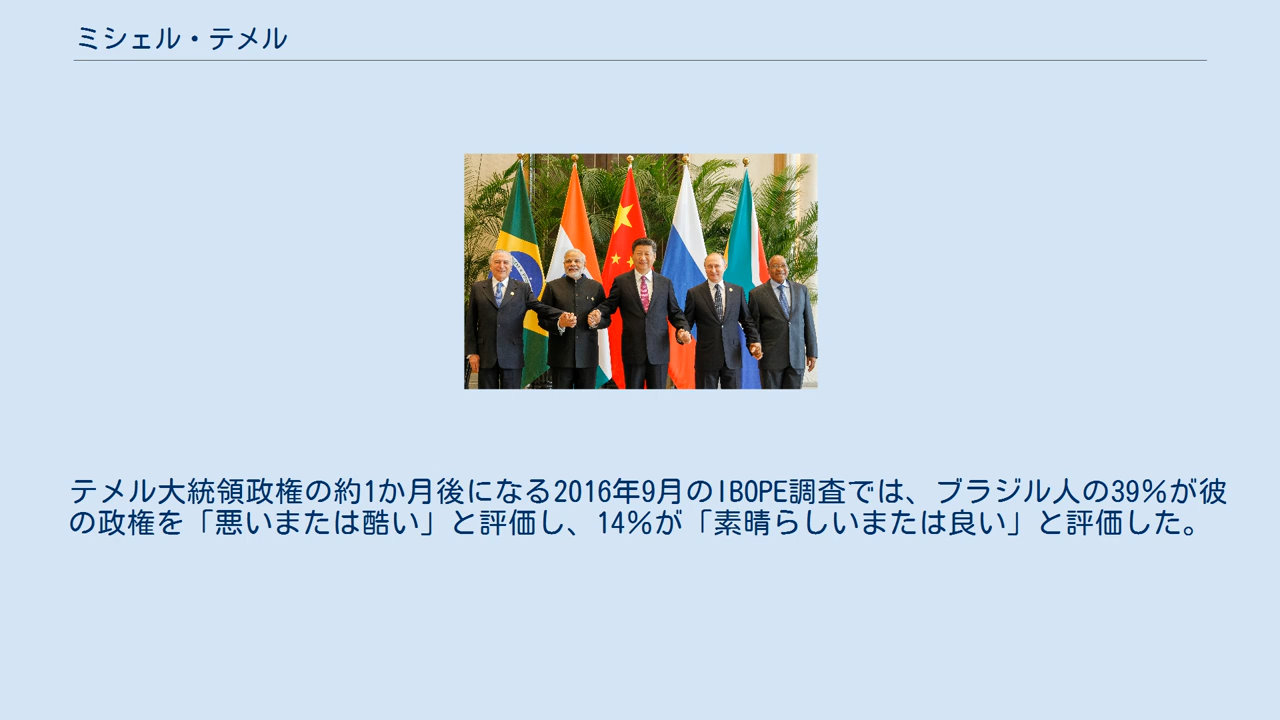 ミシェル・テメル
テメル大統領政権の約1か月後になる2016年9月のIBOPE調査では、ブラジル人の39%が彼
の政権を「悪いまたは酷い」と評価し、14%が「素晴らしいまたは良い」と評価した。